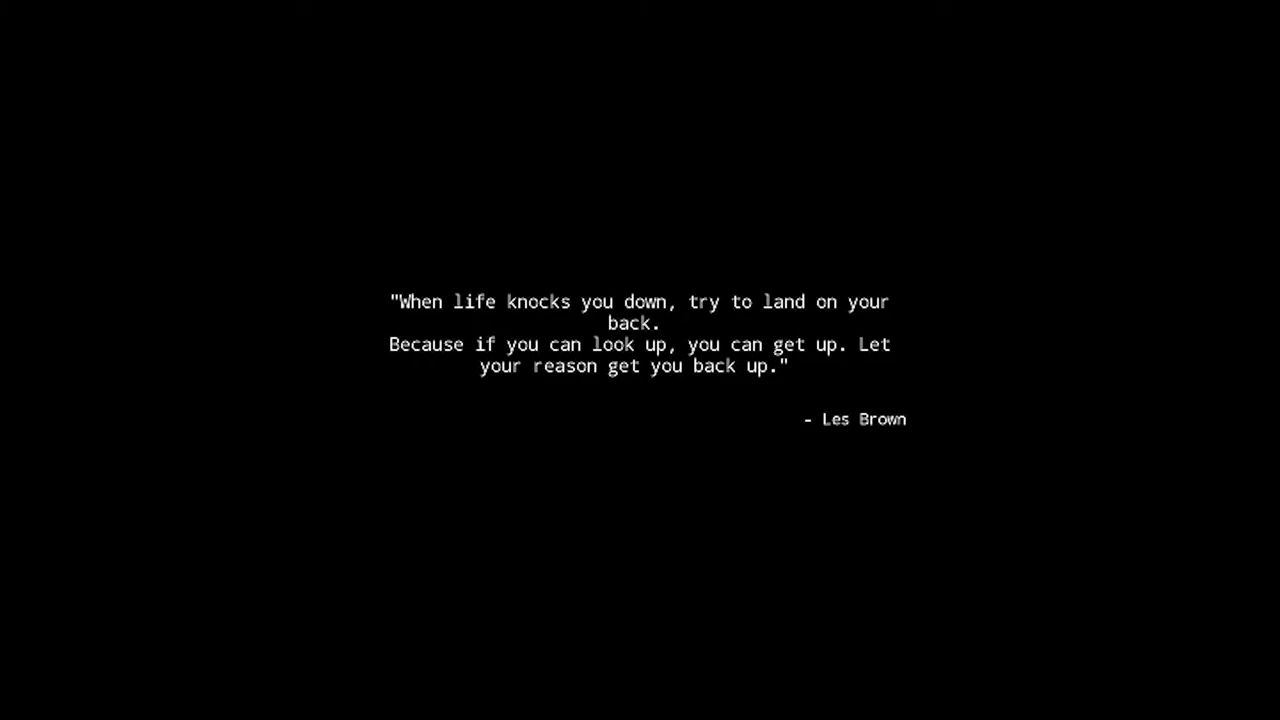 "When life knocks you down, try to land on your
back.
Because if you can look up, you can get up. Let
your reason get you back up."
- Les Brown